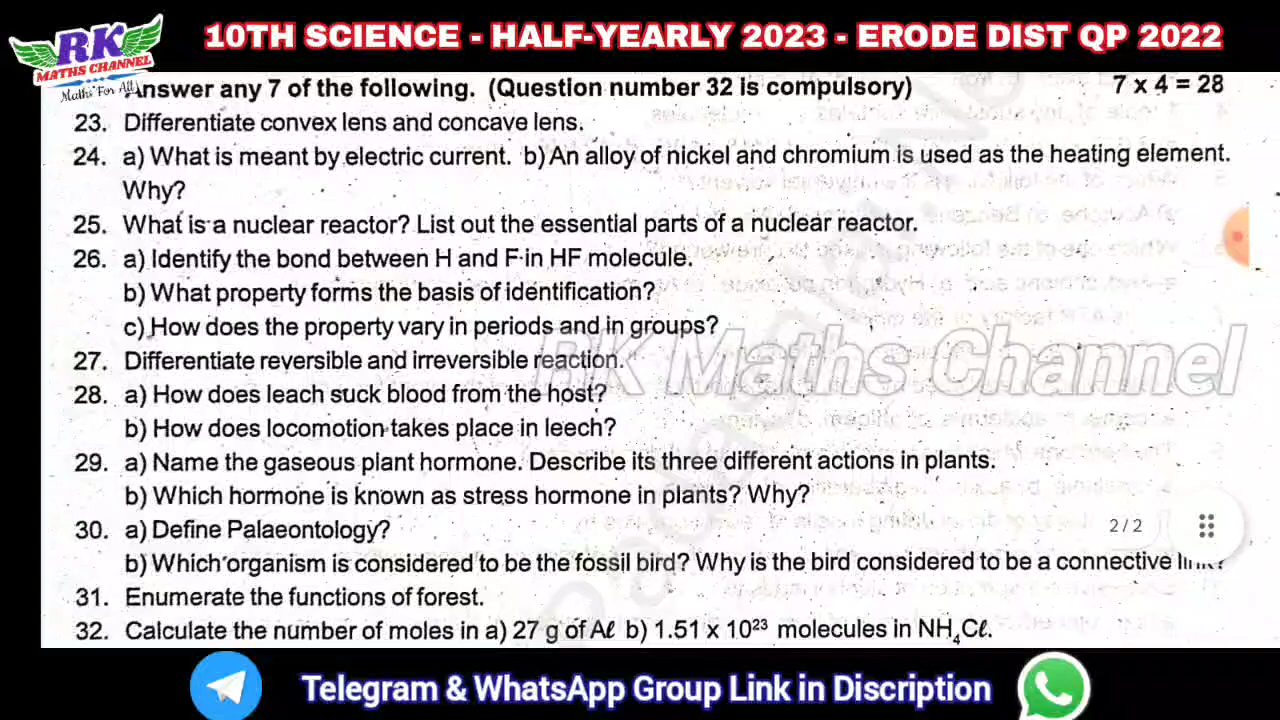 10TH SCIENCE - HALF-YEARLY 2023 - ERODE DIST QP 2022
RK
MATHS CHANNEL
Maths For All
Answer any 7 of the following. (Question number 32 is compulsory) 7 x 4 = 28
23. Differentiate convex lens and concave lens.
24. a) What is meant by electric current. b) An alloy of nickel and chromium is used as the heating element.
Why?
25. What is a nuclear reactor? List out the essential parts of a nuclear reactor.
26. a) Identify the bond between H and F in HF molecule.
b) What property forms the basis of identification?
c) How does the property vary in periods and in groups?
RK Maths Channel
27. Differentiate reversible and irreversible reaction.
28. a) How does leach suck blood from the host?
b) How does locomotion takes place in leech?
29. a) Name the gaseous plant hormone. Describe its three different actions in plants.
b) Which hormone is known as stress hormone in plants? Why?
30. a) Define Palaeontology?
2/2
b) Which organism is considered to be the fossil bird? Why is the bird considered to be a connective link?
31. Enumerate the functions of forest.
32. Calculate the number of moles in a) 27 g of Aℓ b) 1.51 x 10²³ molecules in NH₄Cℓ.
Telegram & WhatsApp Group Link in Discription